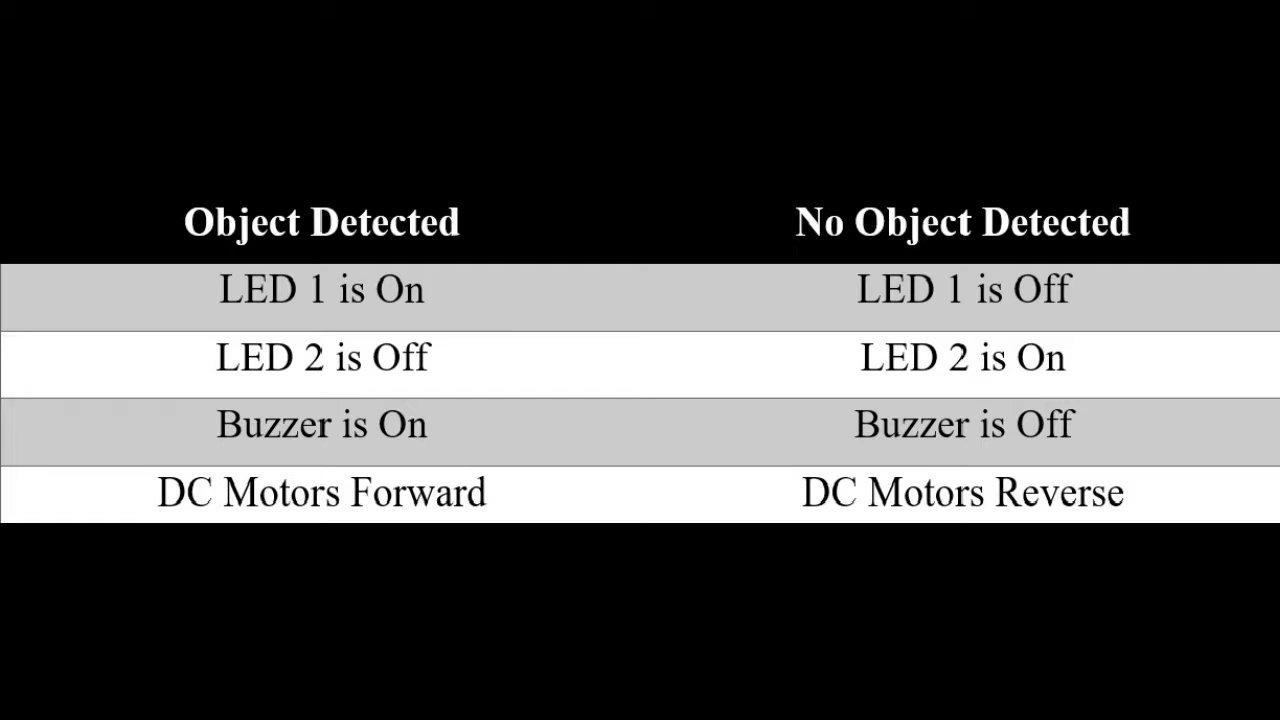 Object Detected No Object Detected
LED 1 is On LED 1 is Off
LED 2 is Off LED 2 is On
Buzzer is On Buzzer is Off
DC Motors Forward DC Motors Reverse